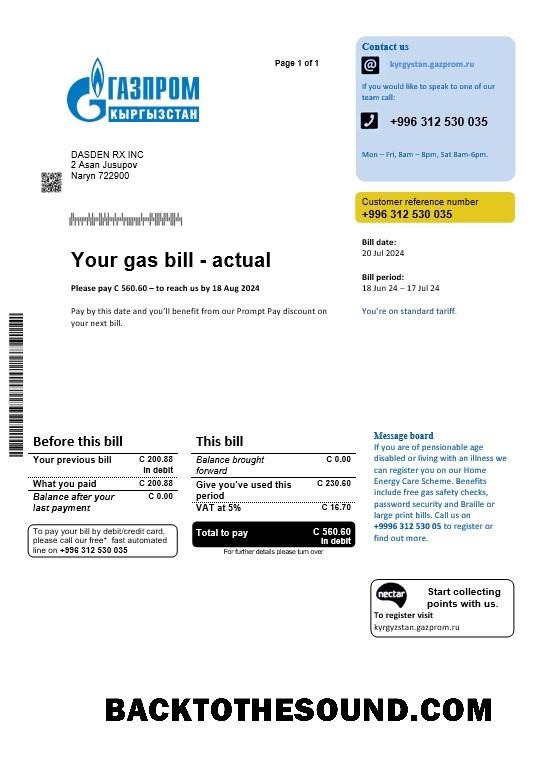 Page 1 of 1
ГАЗПРОМ
КЫРГЫЗСТАН
DASDEN RX INC
2 Asan Jusupov
Naryn 722900
Contact us
@ kyrgystan.gazprom.ru
If you would like to speak to one of our
team call:
+996 312 530 035
Mon – Fri, 8am – 8pm, Sat 8am-6pm.
Customer reference number
+996 312 530 035
Your gas bill - actual
Please pay C 560.60 – to reach us by 18 Aug 2024
Pay by this date and you'll benefit from our Prompt Pay discount on
your next bill.
Bill date:
20 Jul 2024
Bill period:
18 Jun 24 – 17 Jul 24
You're on standard tariff.
Before this bill
Your previous bill C 200.88
In debit
What you paid C 200.88
Balance after your C 0.00
last payment
To pay your bill by debit/credit card,
please call our free* fast automated
line on +996 312 530 035
This bill
Balance brought C 0.00
forward
Give you've used this C 230.60
period
VAT at 5% C 16.70
Total to pay C 560.60
In debit
For further details please turn over
Message board
If you are of pensionable age
disabled or living with an illness we
can register you on our Home
Energy Care Scheme. Benefits
include free gas safety checks,
password security and Braille or
large print bills. Call us on
+9996 312 530 05 to register or
find out more.
nectar
Start collecting
points with us.
To register visit
kyrgyzstan.gazprom.ru
BACKTOTHESOUND.COM